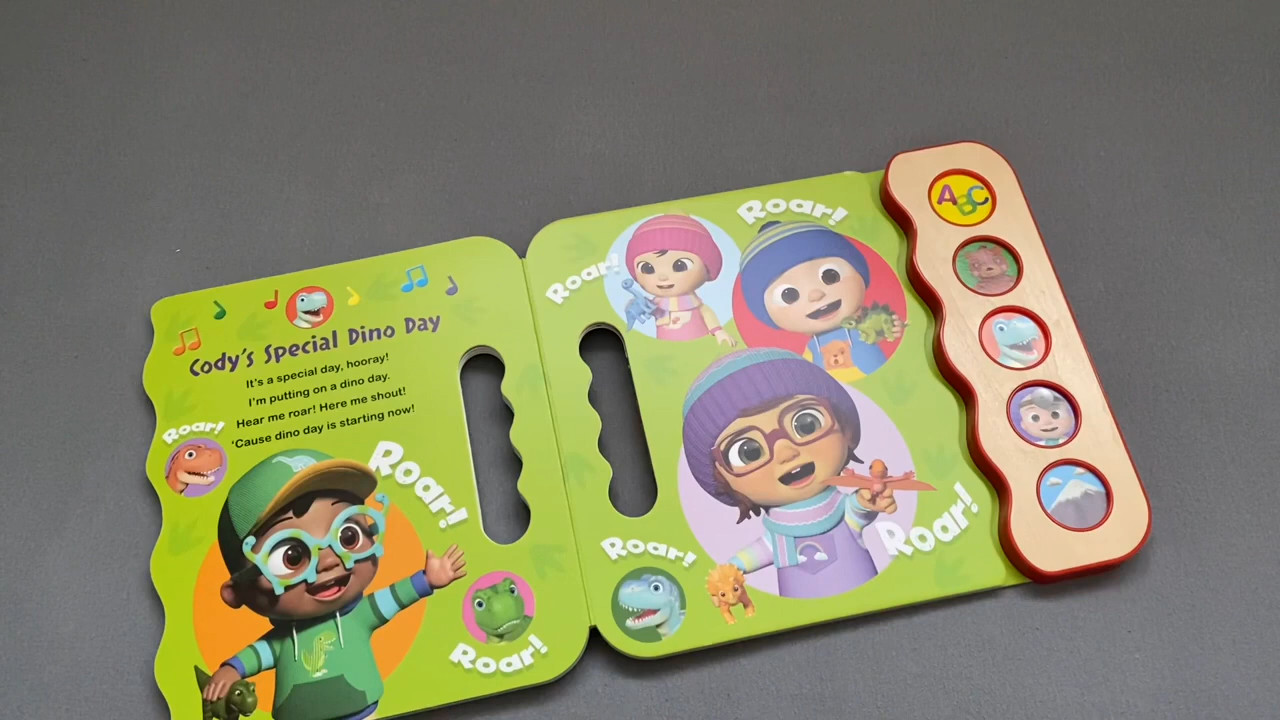 Cody's Special Dino Day
It's a special day, hooray!
I'm putting on a dino day.
Hear me roar! Here me shout!
'Cause dino day is starting now!
Roar!
Roar!
Roar!
Roar!
Roar!
Roar!
Roar!
ABC